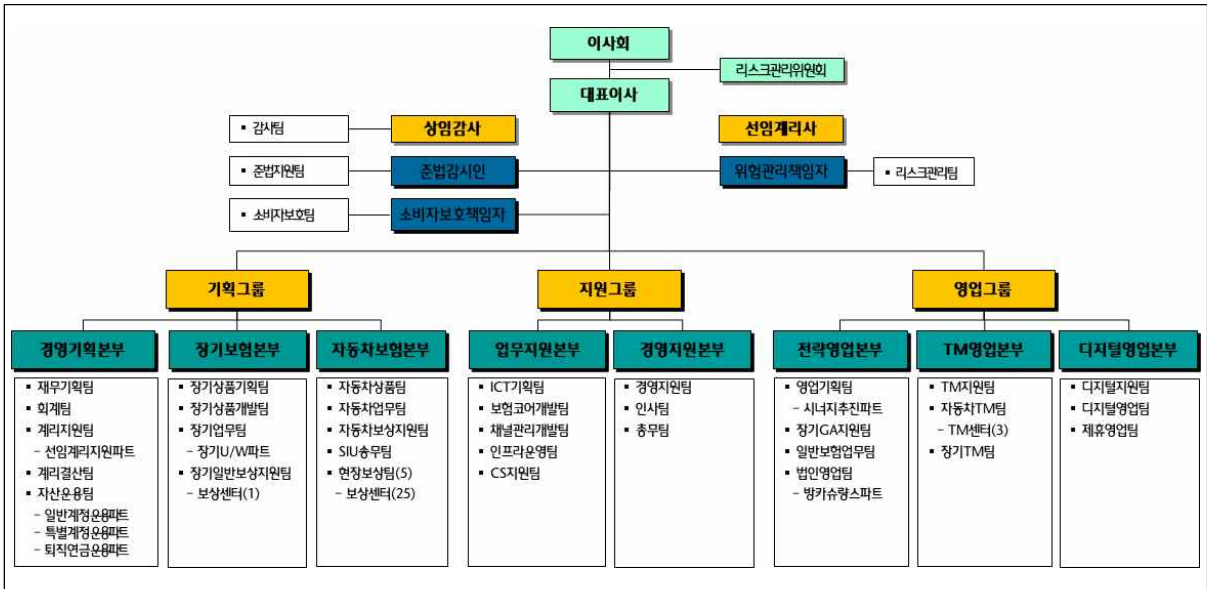 이사회
리스크관리위원회
대표이사
▪ 감사팀
상임감사
선임계리사
▪ 준법지원팀
준법감시인
위험관리책임자
▪ 리스크관리팀
▪ 소비자보호팀
소비자보호책임자
기획그룹
지원그룹
영업그룹
경영기획본부
▪ 재무기획팀
▪ 회계팀
▪ 계리지원팀
– 선임계리지원파트
▪ 계리결산팀
▪ 자산운용팀
– 일반계정운용파트
– 특별계정운용파트
– 퇴직연금운용파트
장기보험본부
▪ 장기상품기획팀
▪ 장기상품개발팀
▪ 장기업무팀
– 장기U/W파트
▪ 장기일반보상지원팀
– 보상센터(1)
자동차보험본부
▪ 자동차상품팀
▪ 자동차업무팀
▪ 자동차보상지원팀
▪ SIU송무팀
▪ 현장보상팀(5)
– 보상센터(25)
업무지원본부
▪ ICT기획팀
▪ 보험코어개발팀
▪ 채널관리개발팀
▪ 인프라운영팀
▪ CS지원팀
경영지원본부
▪ 경영지원팀
▪ 인사팀
▪ 총무팀
전략영업본부
▪ 영업기획팀
– 시너지추진파트
▪ 장기GA지원팀
▪ 일반보험업무팀
▪ 법인영업팀
– 방카슈랑스파트
TM영업본부
▪ TM지원팀
▪ 자동차TM팀
– TM센터(3)
▪ 장기TM팀
디지털영업본부
▪ 디지털지원팀
▪ 디지털영업팀
▪ 제휴영업팀